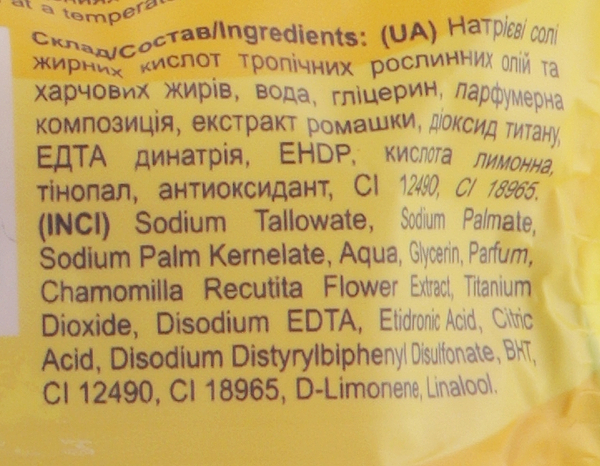 at a temperat
Склад/Состав/Ingredients: (UA) Натрієві солі
жирних кислот тропічних рослинних олій та
харчових жирів, вода, гліцерин, парфумерна
композиція, екстракт ромашки, діоксид титану,
ЕДТА динатрія, EHDP, кислота лимонна,
тінопал, антиоксидант, CI 12490, CI 18965.
(INCI) Sodium Tallowate, Sodium Palmate,
Sodium Palm Kernelate, Aqua, Glycerin, Parfum,
Chamomilla Recutita Flower Extract, Titanium
Dioxide, Disodium EDTA, Etidronic Acid, Citric
Acid, Disodium Distyrylbiphenyl Disulfonate, BHT,
CI 12490, CI 18965, D-Limonene, Linalool.